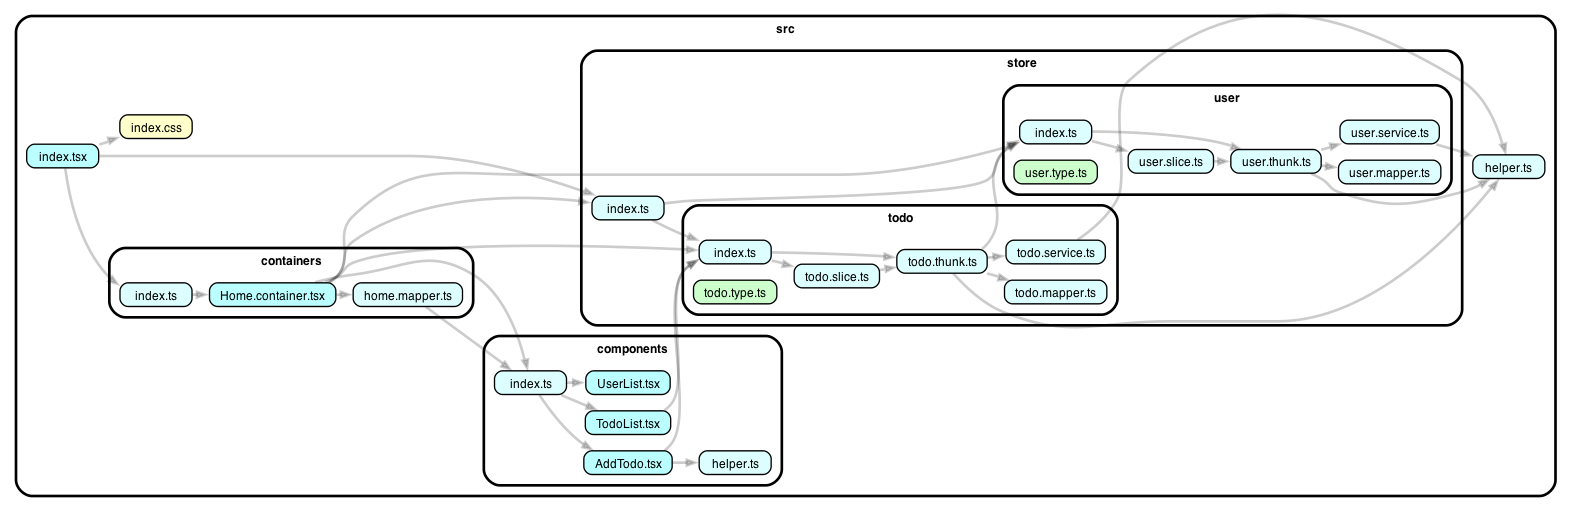 src
store
user
index.css
index.ts
user.service.ts
index.tsx
user.slice.ts
user.thunk.ts
user.type.ts
user.mapper.ts
helper.ts
index.ts
todo
index.ts
todo.thunk.ts
todo.service.ts
containers
todo.slice.ts
index.ts
Home.container.tsx
home.mapper.ts
todo.type.ts
todo.mapper.ts
components
index.ts
UserList.tsx
TodoList.tsx
AddTodo.tsx
helper.ts